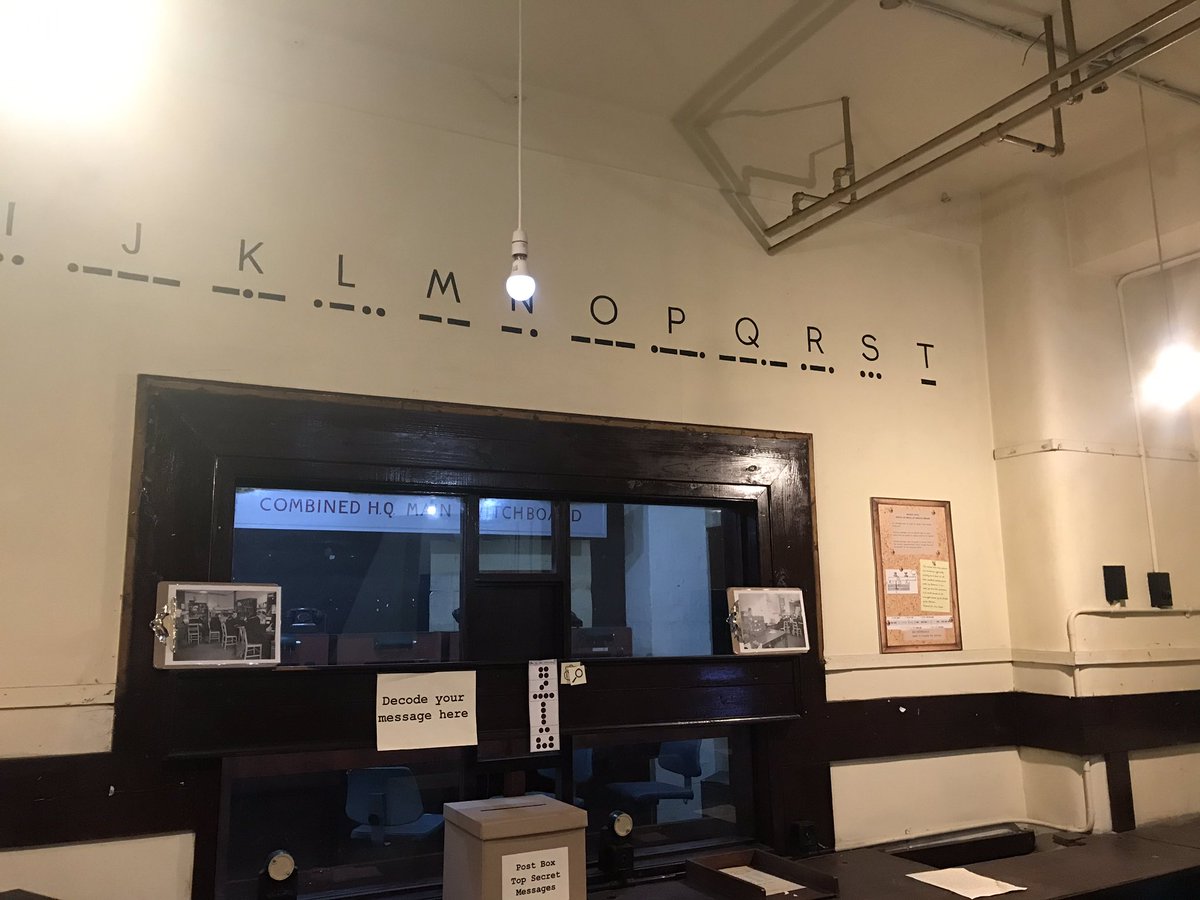 I J K L M N O P Q R S T
COMBINED H.Q. MAIN SWITCHBOARD
Decode your
message here
Post Box
Top Secret
Messages